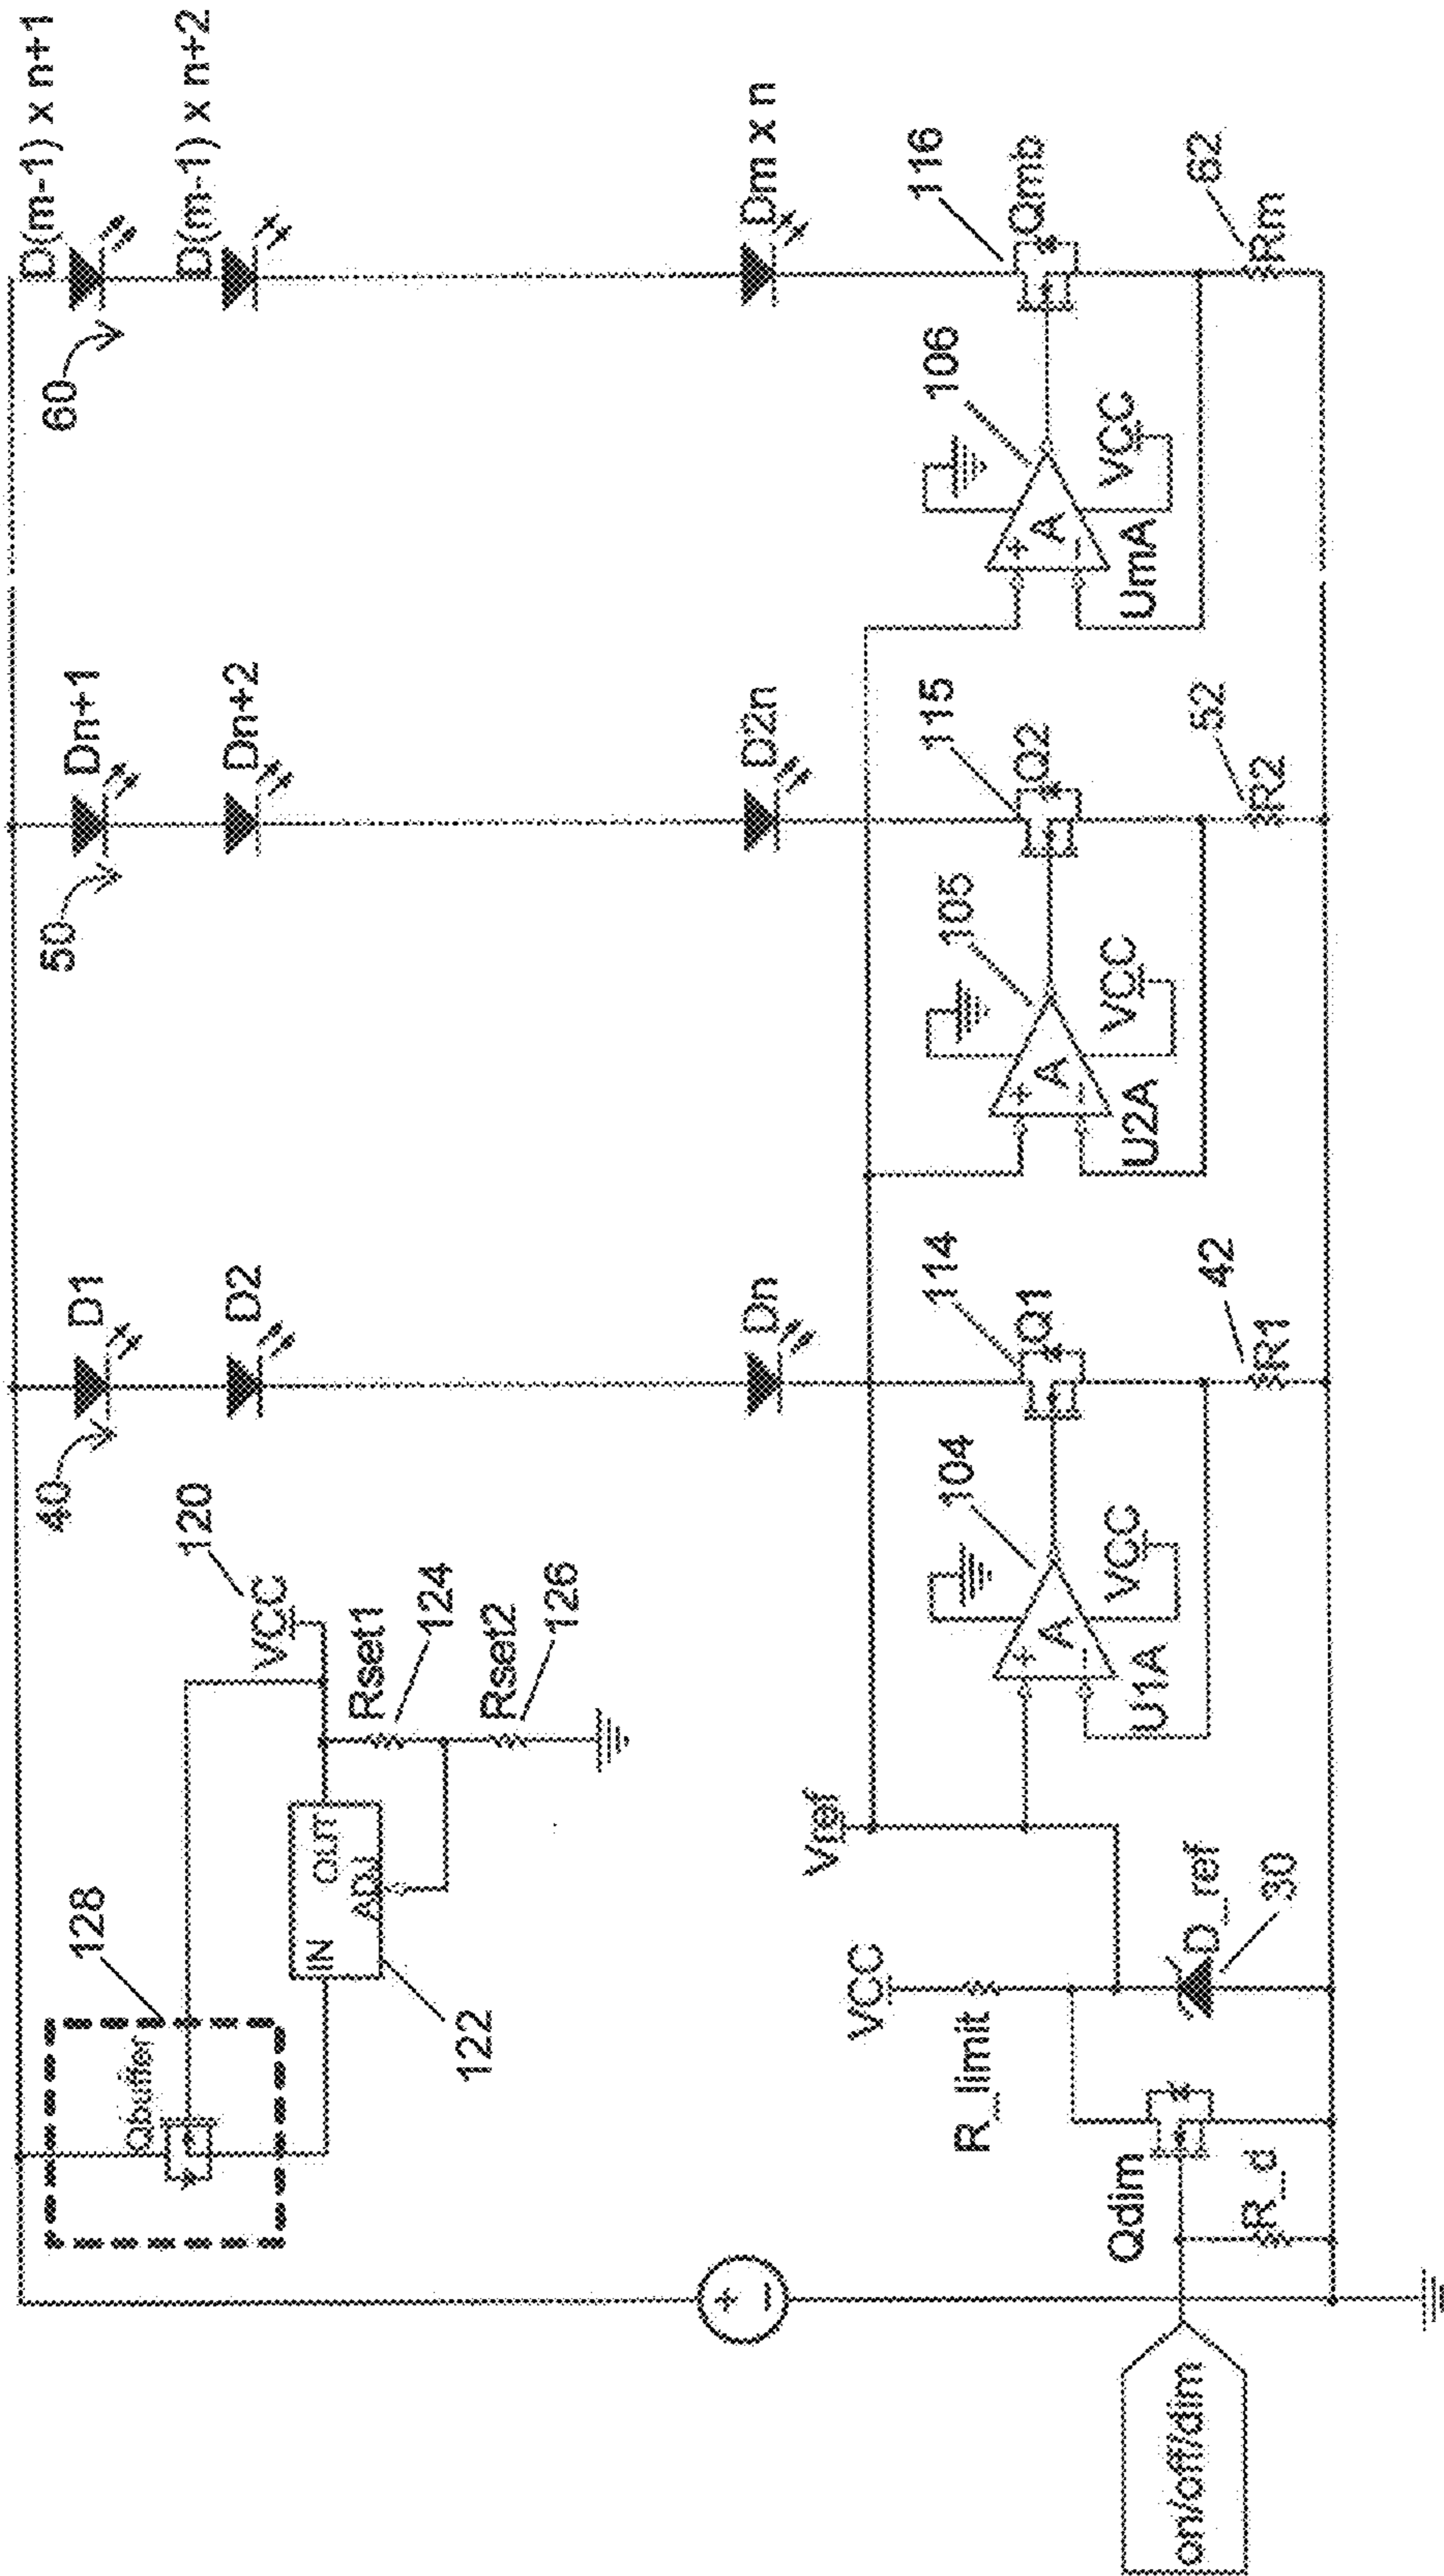 D1
D2
Dn
40
Dn+1
Dn+2
D2n
50
D(m-1) x n+1
D(m-1) x n+2
Dm x n
60
128
Qbuffer
IN
OUT
ADJ
122
VCC
120
Rset1
124
Rset2
126
+
−
on/off/dim
Qdim
R_d
VCC
R_limit
D_ref
30
Vref
+
−
A
U1A
104
VCC
114
Q1
42
R1
+
−
A
U2A
105
VCC
115
Q2
52
R2
+
−
A
UmA
106
VCC
116
Qmb
62
Rm